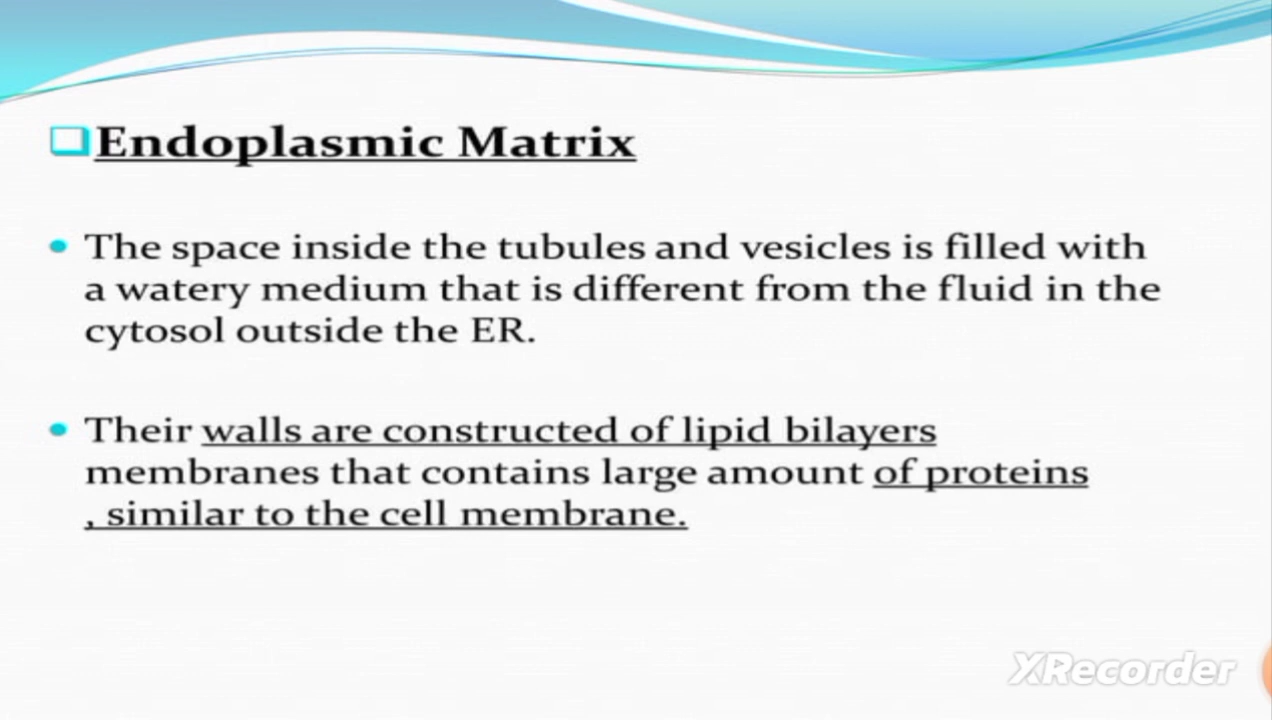 Endoplasmic Matrix
The space inside the tubules and vesicles is filled with
a watery medium that is different from the fluid in the
cytosol outside the ER.
Their walls are constructed of lipid bilayers
membranes that contains large amount of proteins
, similar to the cell membrane.
XRecorder